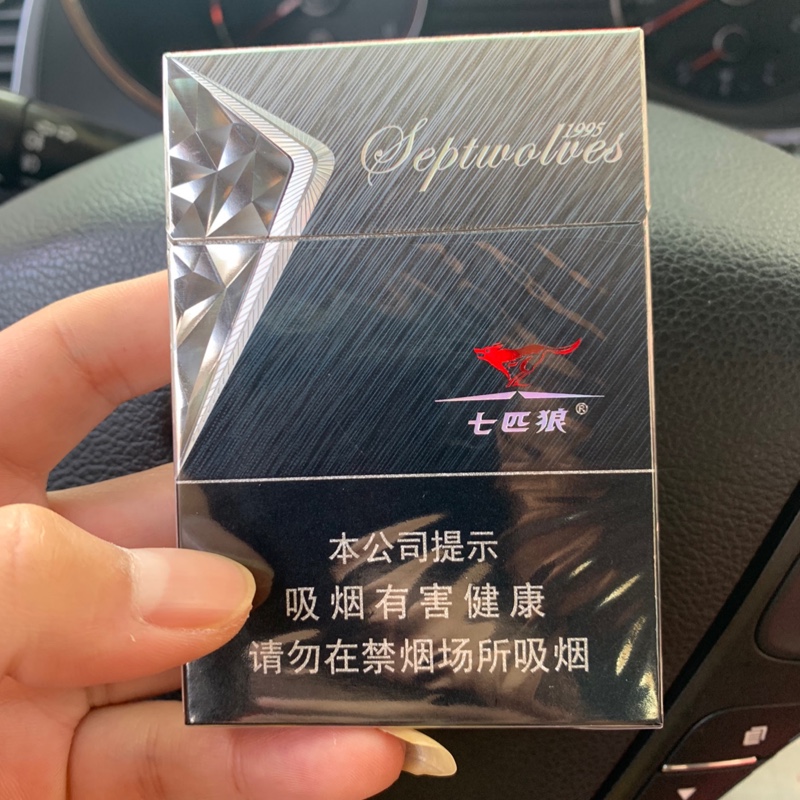 1995
Septwolves
七匹狼®
本公司提示
吸烟有害健康
请勿在禁烟场所吸烟